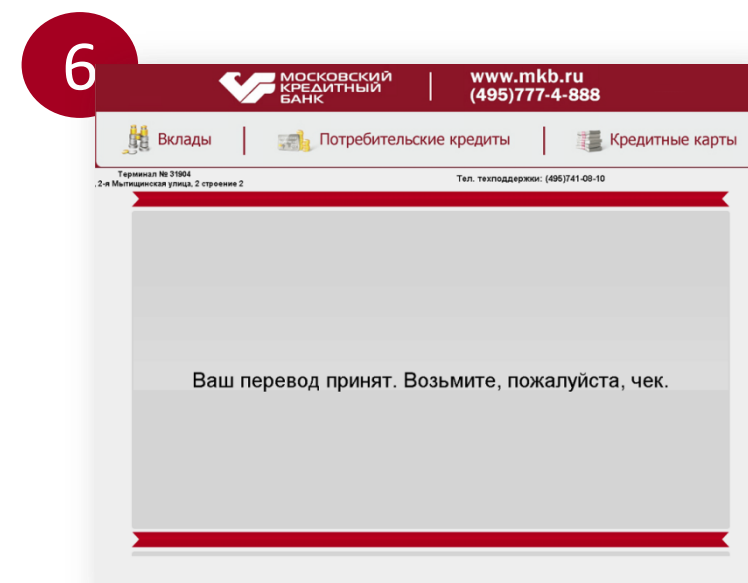 6
МОСКОВСКИЙ
КРЕДИТНЫЙ
БАНК
www.mkb.ru
(495)777-4-888
Вклады
Потребительские кредиты
Кредитные карты
Терминал № 31904
, 2-я Мытищинская улица, 2 строение 2
Тел. техподдержки: (495)741-08-10
Ваш перевод принят. Возьмите, пожалуйста, чек.